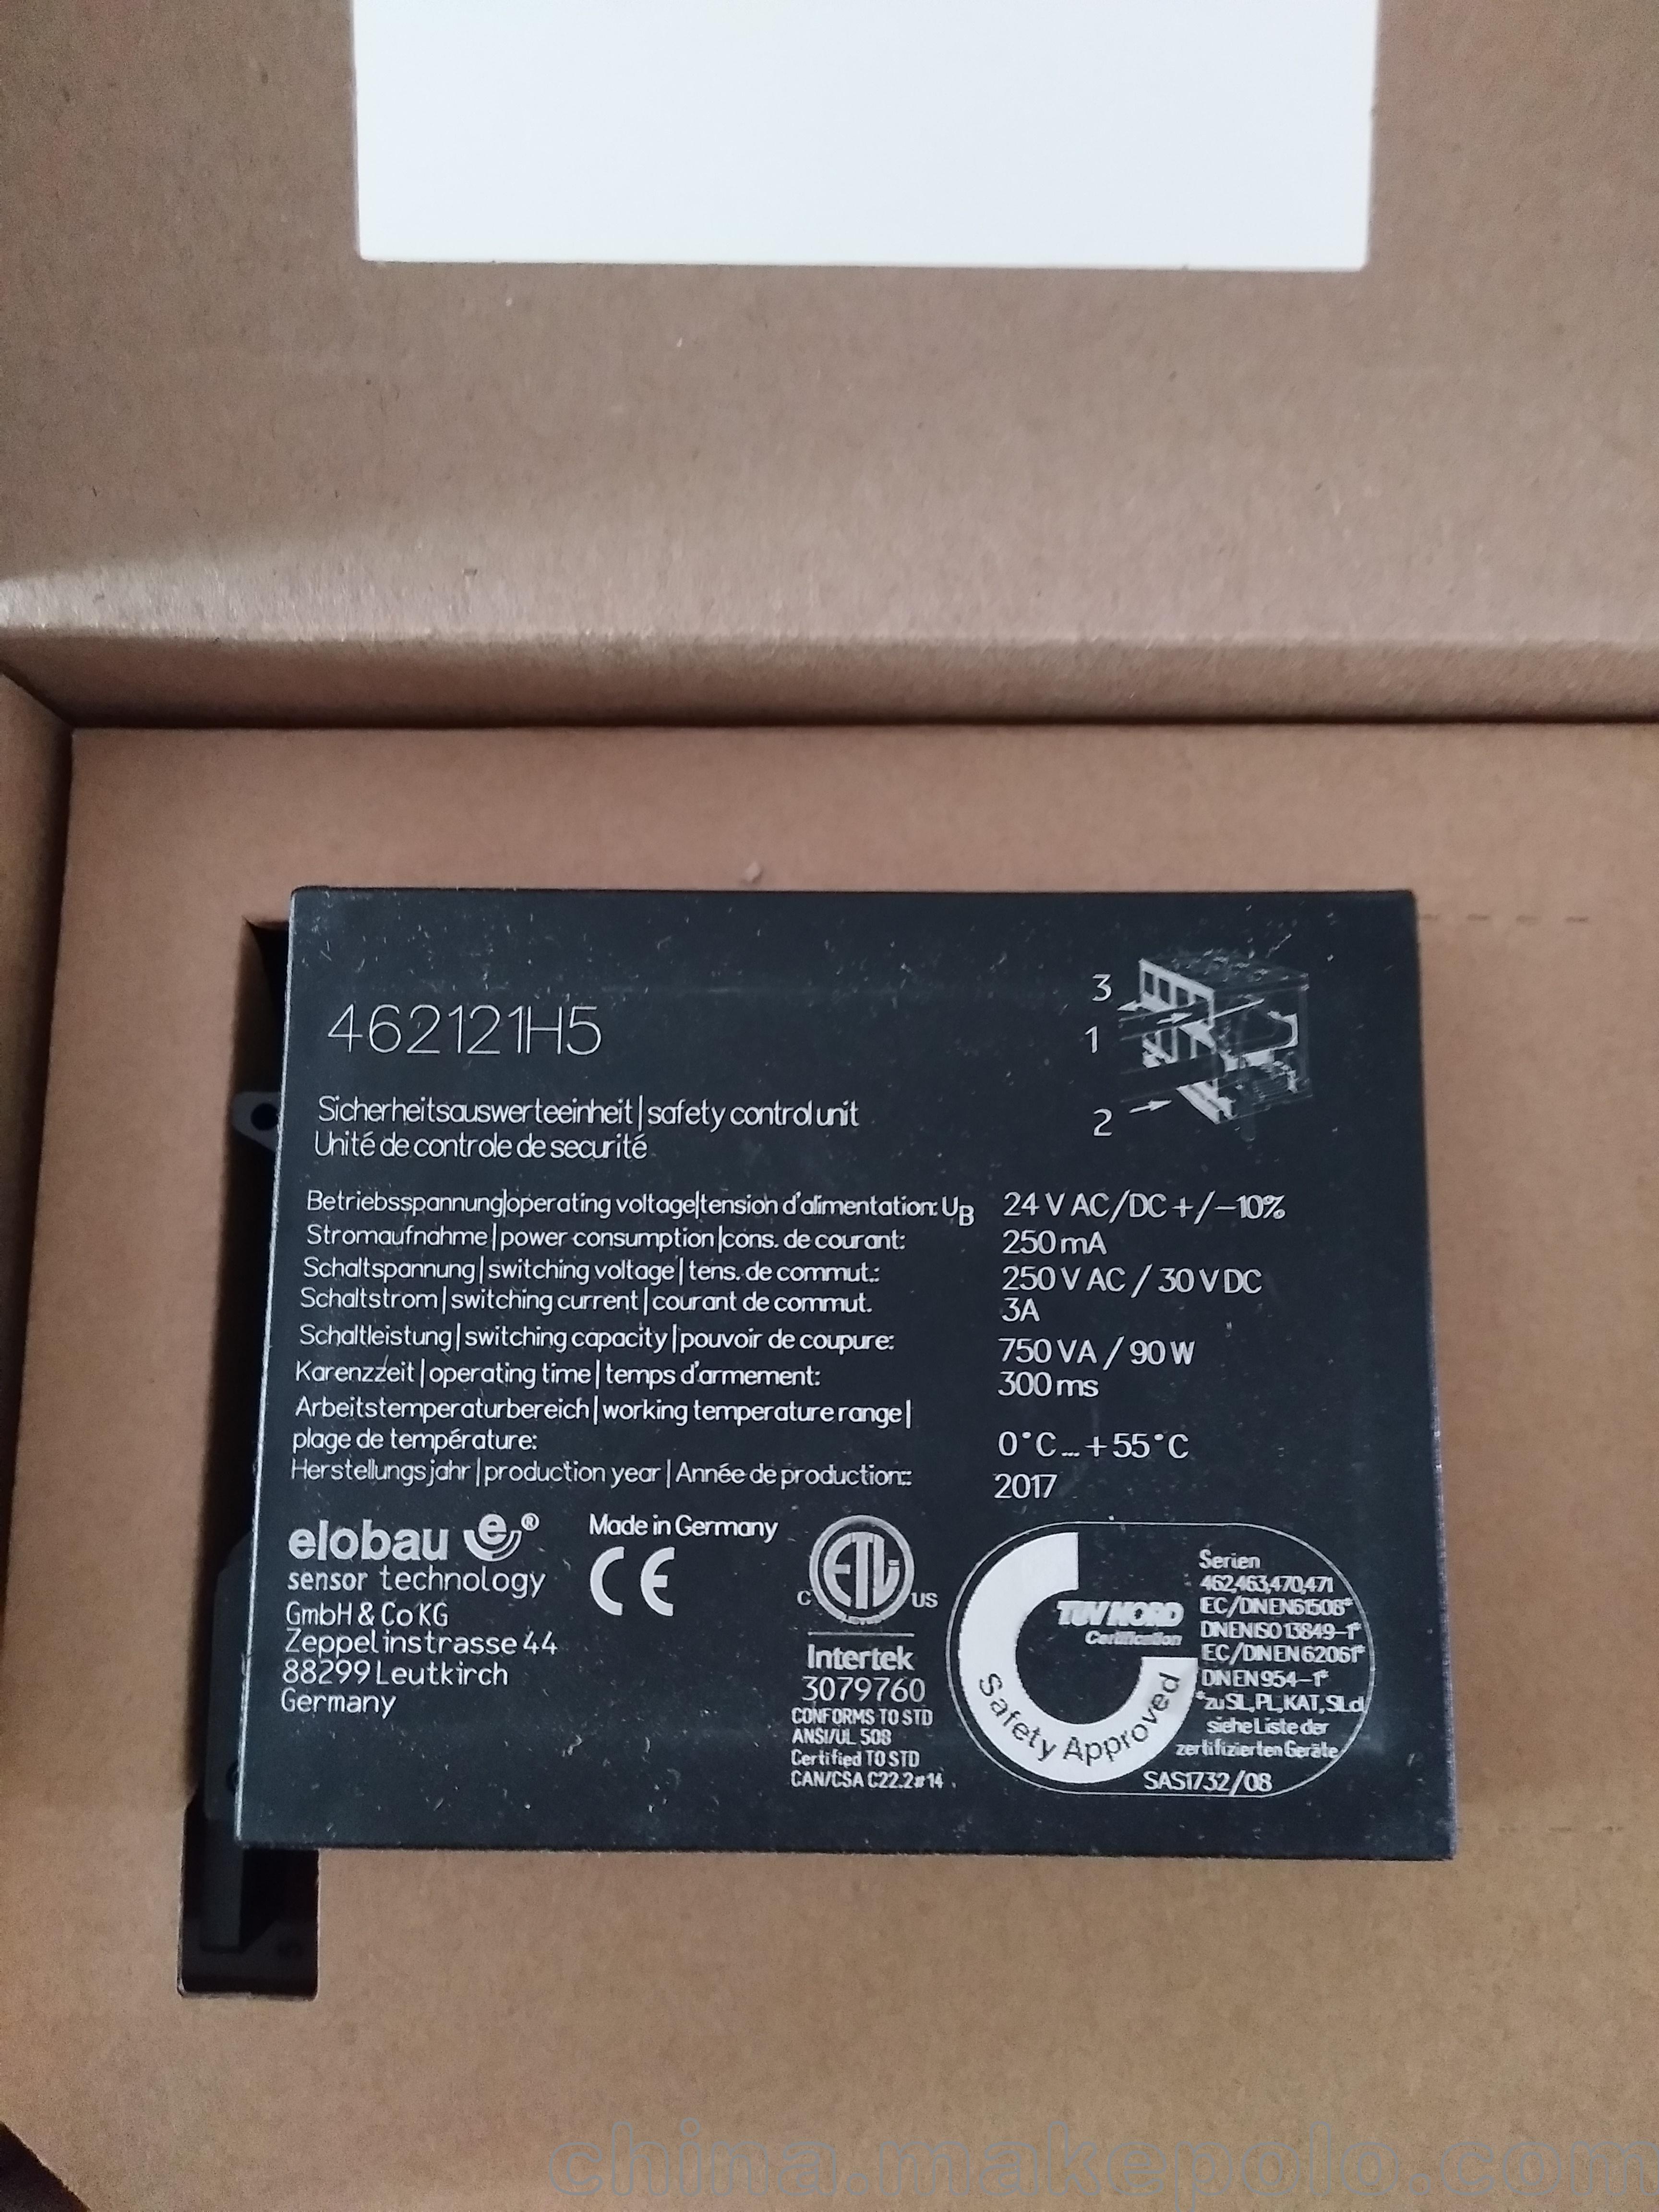 462121H5
3
1
2
Sicherheitsauswerteeinheit | safety control unit
Unité de controle de securité
Betriebsspannung|operating voltage|tension d'alimentation: UB 24 V AC/DC +/-10%
Stromaufnahme | power consumption |cons. de courant: 250 mA
Schaltspannung | switching voltage | tens. de commut.: 250 V AC / 30 V DC
Schaltstrom | switching current | courant de commut. 3A
Schaltleistung | switching capacity | pouvoir de coupure: 750 VA / 90 W
Karenzzeit | operating time | temps d'armement: 300 ms
Arbeitstemperaturbereich | working temperature range |
plage de température: 0°C...+55°C
Herstellungsjahr | production year | Année de production:: 2017
elobau e®
sensor technology
GmbH & Co KG
Zeppelinstrasse 44
88299 Leutkirch
Germany
Made in Germany
CE
ETL
C US
Intertek
3079760
CONFORMS TO STD
ANSI/UL 508
Certified TO STD
CAN/CSA C22.2#14
TÜV NORD
Certification
Safety Approved
Serien
462,463,470,471
IEC/DIN EN 61508*
DIN EN ISO 13849-1*
IEC/DIN EN 62061*
DIN EN 954-1*
*zu SIL, PL, KAT, SILcl
siehe Liste der
zertifizierten Geräte
SAS1732/08
china.makepolo.com